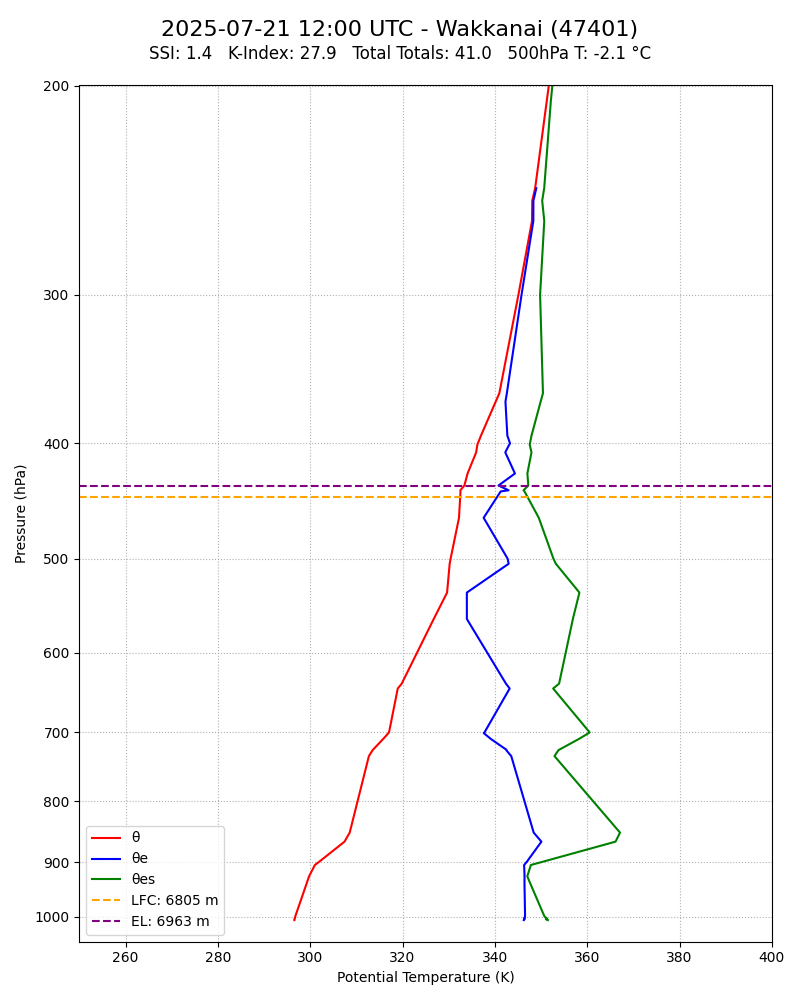 2025-07-21 12:00 UTC - Wakkanai (47401)
SSI: 1.4   K-Index: 27.9   Total Totals: 41.0   500hPa T: -2.1 °C
Pressure (hPa)
200
300
400
500
600
700
800
900
1000
θ
θe
θes
LFC: 6805 m
EL: 6963 m
260 280 300 320 340 360 380 400
Potential Temperature (K)